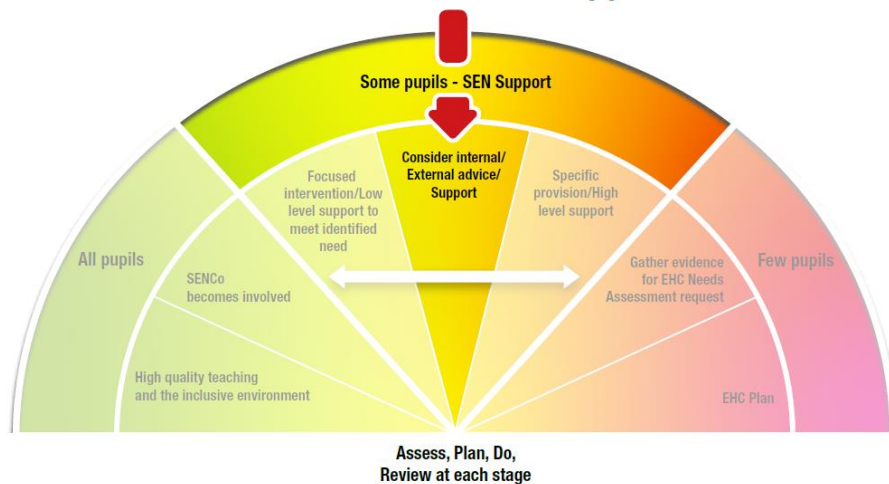 Some pupils - SEN Support
Consider internal/
External advice/
Support
Focused
intervention/Low
level support to
meet identified
need
Specific
provision/High
level support
All pupils
SENCo
becomes involved
Gather evidence
for EHC Needs
Assessment request
Few pupils
High quality teaching
and the inclusive environment
EHC Plan
Assess, Plan, Do,
Review at each stage